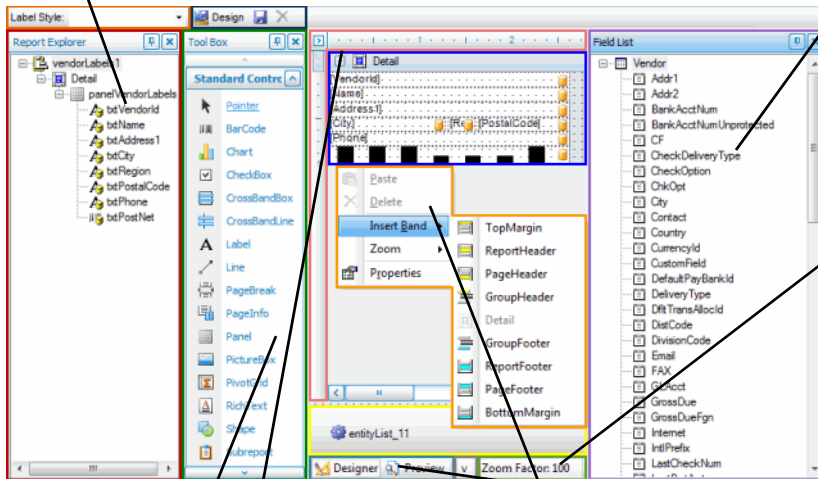 Label Style:
Design
Report Explorer
vendorLabels1
Detail
panelVendorLabels
txtVendorId
txtName
txtAddress1
txtCity
txtRegion
txtPostalCode
txtPhone
txtPostNet
Tool Box
Standard Contrc
Pointer
BarCode
Chart
CheckBox
CrossBandBox
CrossBandLine
Label
Line
PageBreak
PageInfo
Panel
PictureBox
PivotGrid
RichText
Shape
Subreport
1 2
Detail
[VendorId]
[Name]
[Address1]
[City] [Re [PostalCode]
[Phone]
Paste
Delete
Insert Band
Zoom
Properties
TopMargin
ReportHeader
PageHeader
GroupHeader
Detail
GroupFooter
ReportFooter
PageFooter
BottomMargin
entityList_11
Designer Preview v Zoom Factor: 100
Field List
Vendor
Addr1
Addr2
BankAcctNum
BankAcctNumUnprotected
CF
CheckDeliveryType
CheckOption
ChkOpt
City
Contact
Country
CurrencyId
CustomField
DefaultPayBankId
DeliveryType
DfltTransAllocId
DistCode
DivisionCode
Email
FAX
GLAcct
GrossDue
GrossDueFgn
Internet
IntlPrefix
LastCheckNum